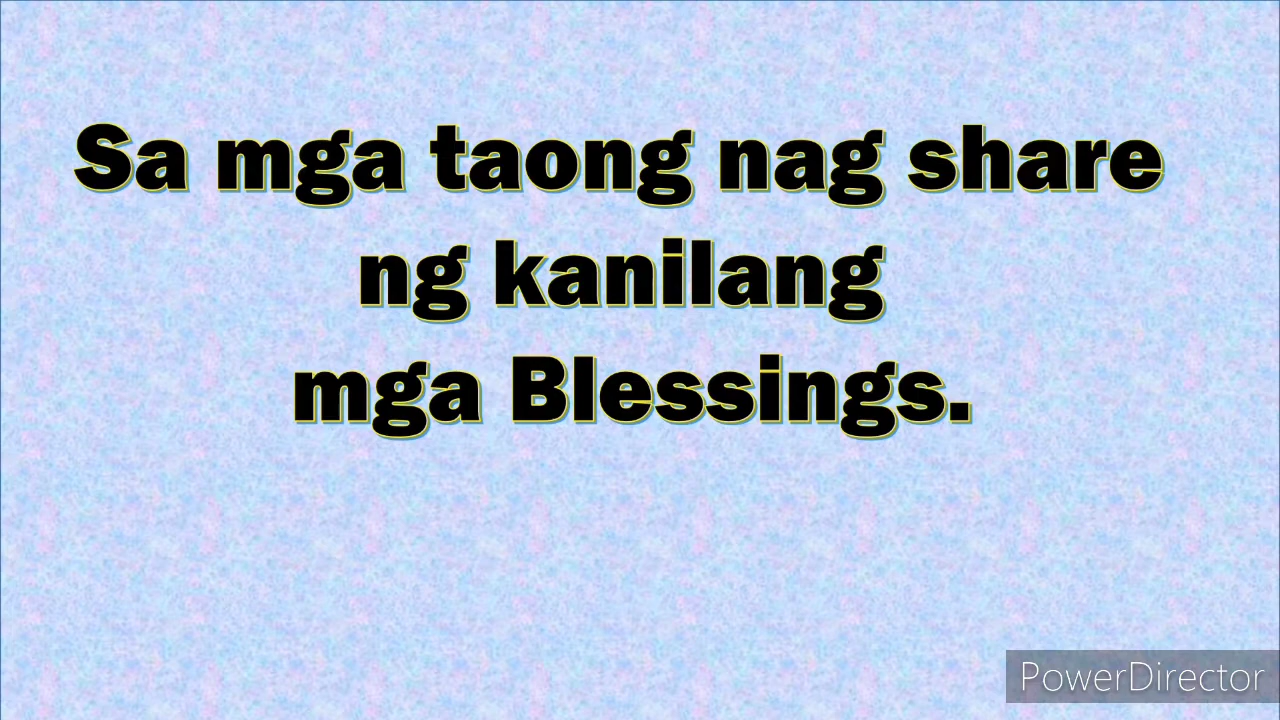 Sa mga taong nag share
ng kanilang
mga Blessings.
PowerDirector